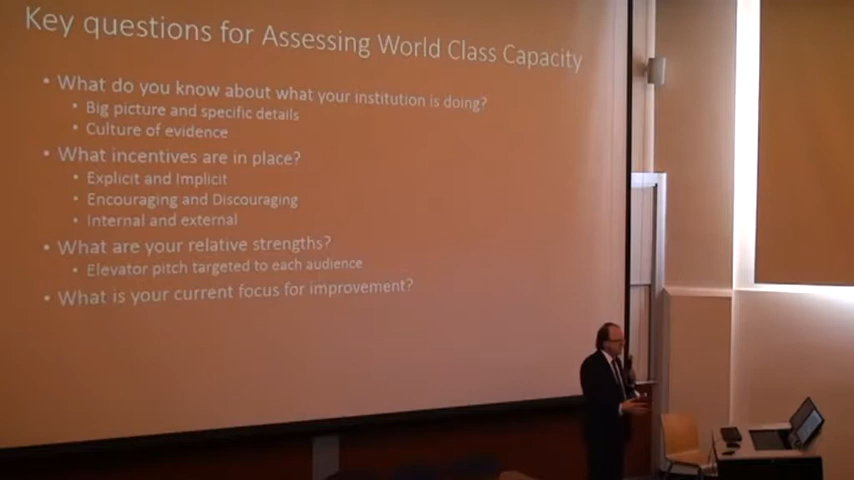 Key questions for Assessing World Class Capacity
• What do you know about what your institution is doing?
• Big picture and specific details
• Culture of evidence
• What incentives are in place?
• Explicit and Implicit
• Encouraging and Discouraging
• Internal and external
• What are your relative strengths?
• Elevator pitch targeted to each audience
• What is your current focus for improvement?